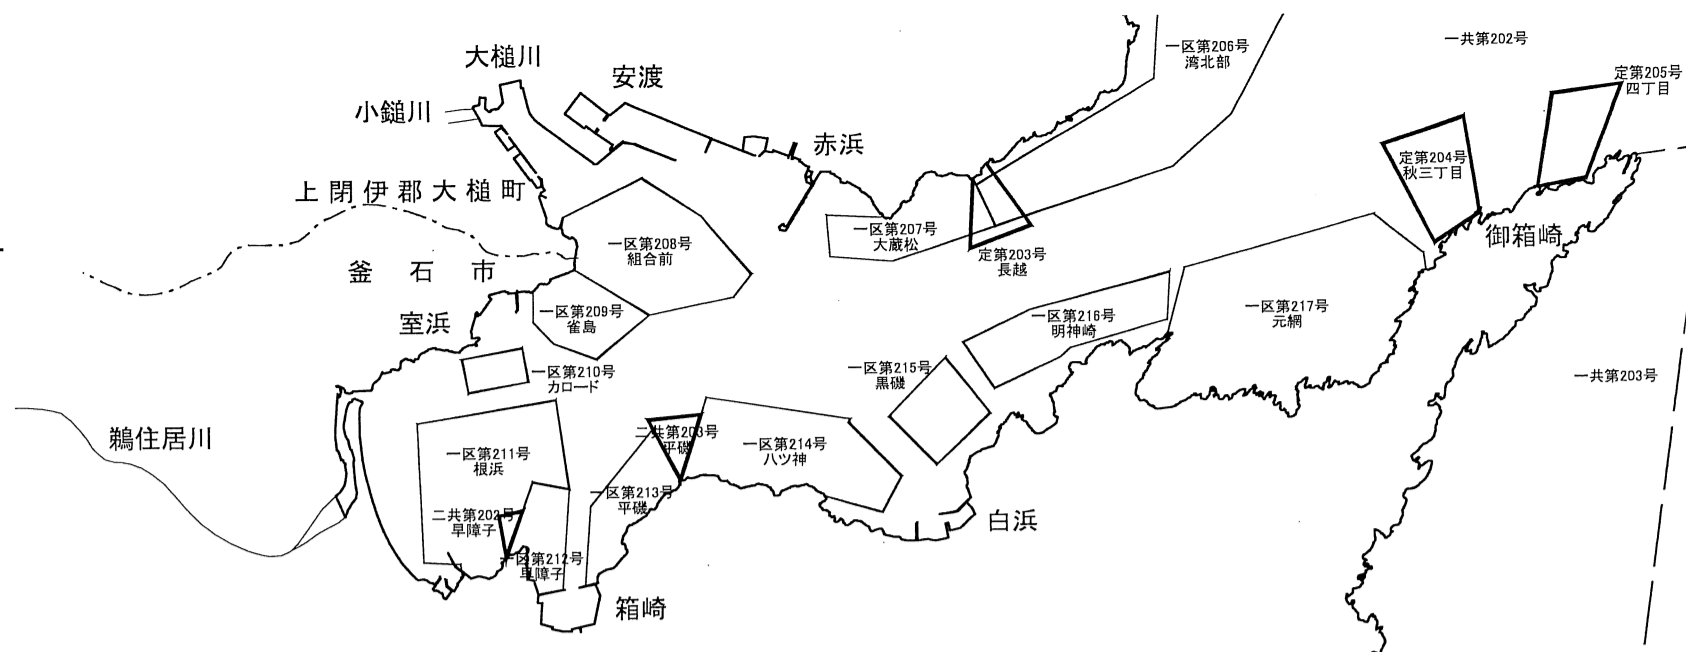 一共第202号
一区第206号
湾北部
大槌川
安渡
定第205号
四丁目
小鎚川
赤浜
定第204号
秋三丁目
上閉伊郡大槌町
一区第207号
大蔵松
御箱崎
一区第208号
組合前
定第203号
長越
釜石市
一区第209号
雀島
一区第217号
元網
室浜
一区第216号
明神崎
一区第210号
カロード
一区第215号
黒磯
一共第203号
鵜住居川
二共第203号
平磯
一区第214号
八ツ神
一区第211号
根浜
一区第213号
平磯
二共第202号
早障子
白浜
一区第212号
早障子
箱崎